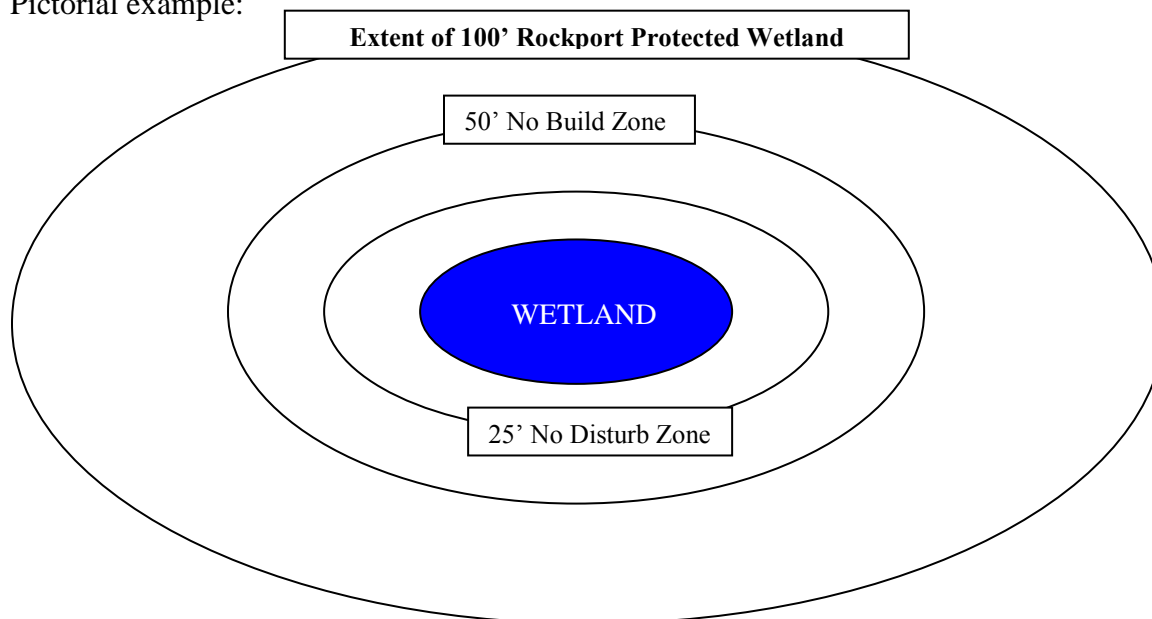 Pictorial example:
Extent of 100’ Rockport Protected Wetland
50’ No Build Zone
WETLAND
25’ No Disturb Zone